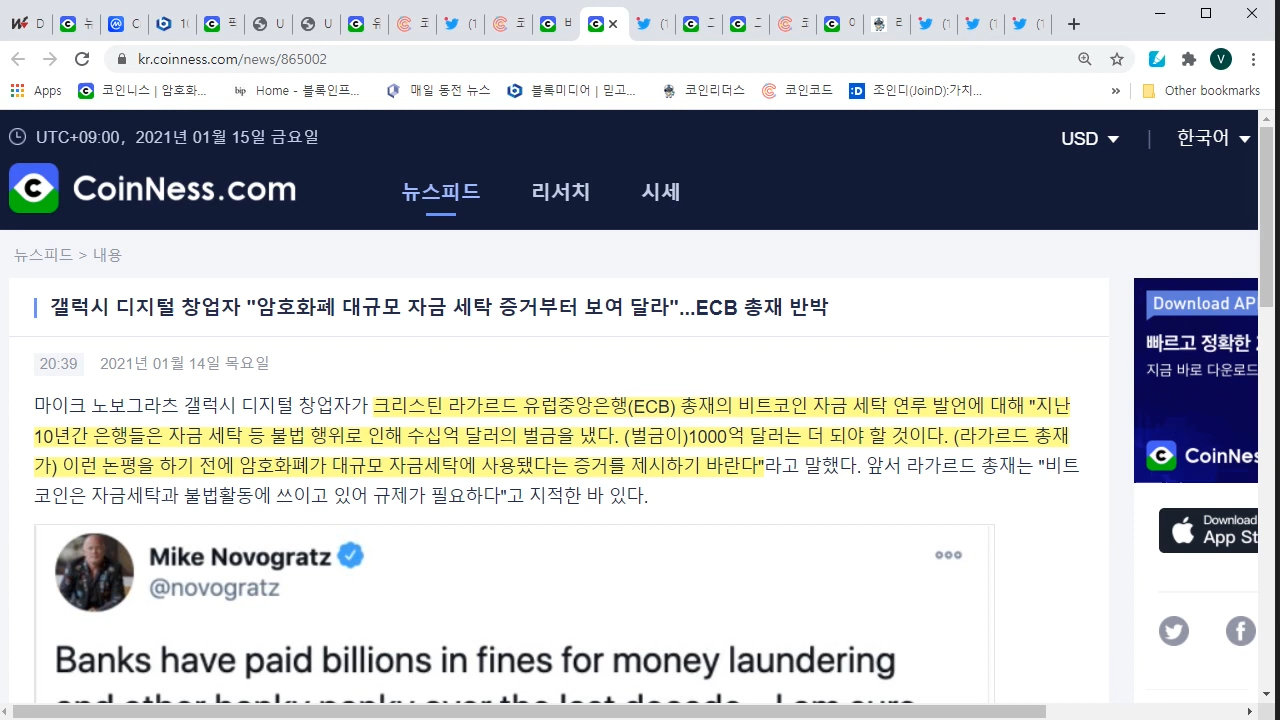 kr.coinness.com/news/865002
Apps 코인니스 | 암호화... bip Home - 블록인프... 매일 동전 뉴스 블록미디어 | 믿고... 코인리더스 코인코드 :D 조인디(JoinD):가치... » Other bookmarks
UTC+09:00, 2021년 01월 15일 금요일 USD 한국어
CoinNess.com 뉴스피드 리서치 시세
뉴스피드 > 내용
갤럭시 디지털 창업자 "암호화폐 대규모 자금 세탁 증거부터 보여 달라"...ECB 총재 반박
20:39 2021년 01월 14일 목요일
마이크 노보그라츠 갤럭시 디지털 창업자가 크리스틴 라가르드 유럽중앙은행(ECB) 총재의 비트코인 자금 세탁 연루 발언에 대해 "지난
10년간 은행들은 자금 세탁 등 불법 행위로 인해 수십억 달러의 벌금을 냈다. (벌금이)1000억 달러는 더 되야 할 것이다. (라가르드 총재
가) 이런 논평을 하기 전에 암호화폐가 대규모 자금세탁에 사용됐다는 증거를 제시하기 바란다"라고 말했다. 앞서 라가르드 총재는 "비트
코인은 자금세탁과 불법활동에 쓰이고 있어 규제가 필요하다"고 지적한 바 있다.
Mike Novogratz
@novogratz
Banks have paid billions in fines for money laundering
Download AP
빠르고 정확한
지금 바로 다운로드
CoinNess
Download
App St